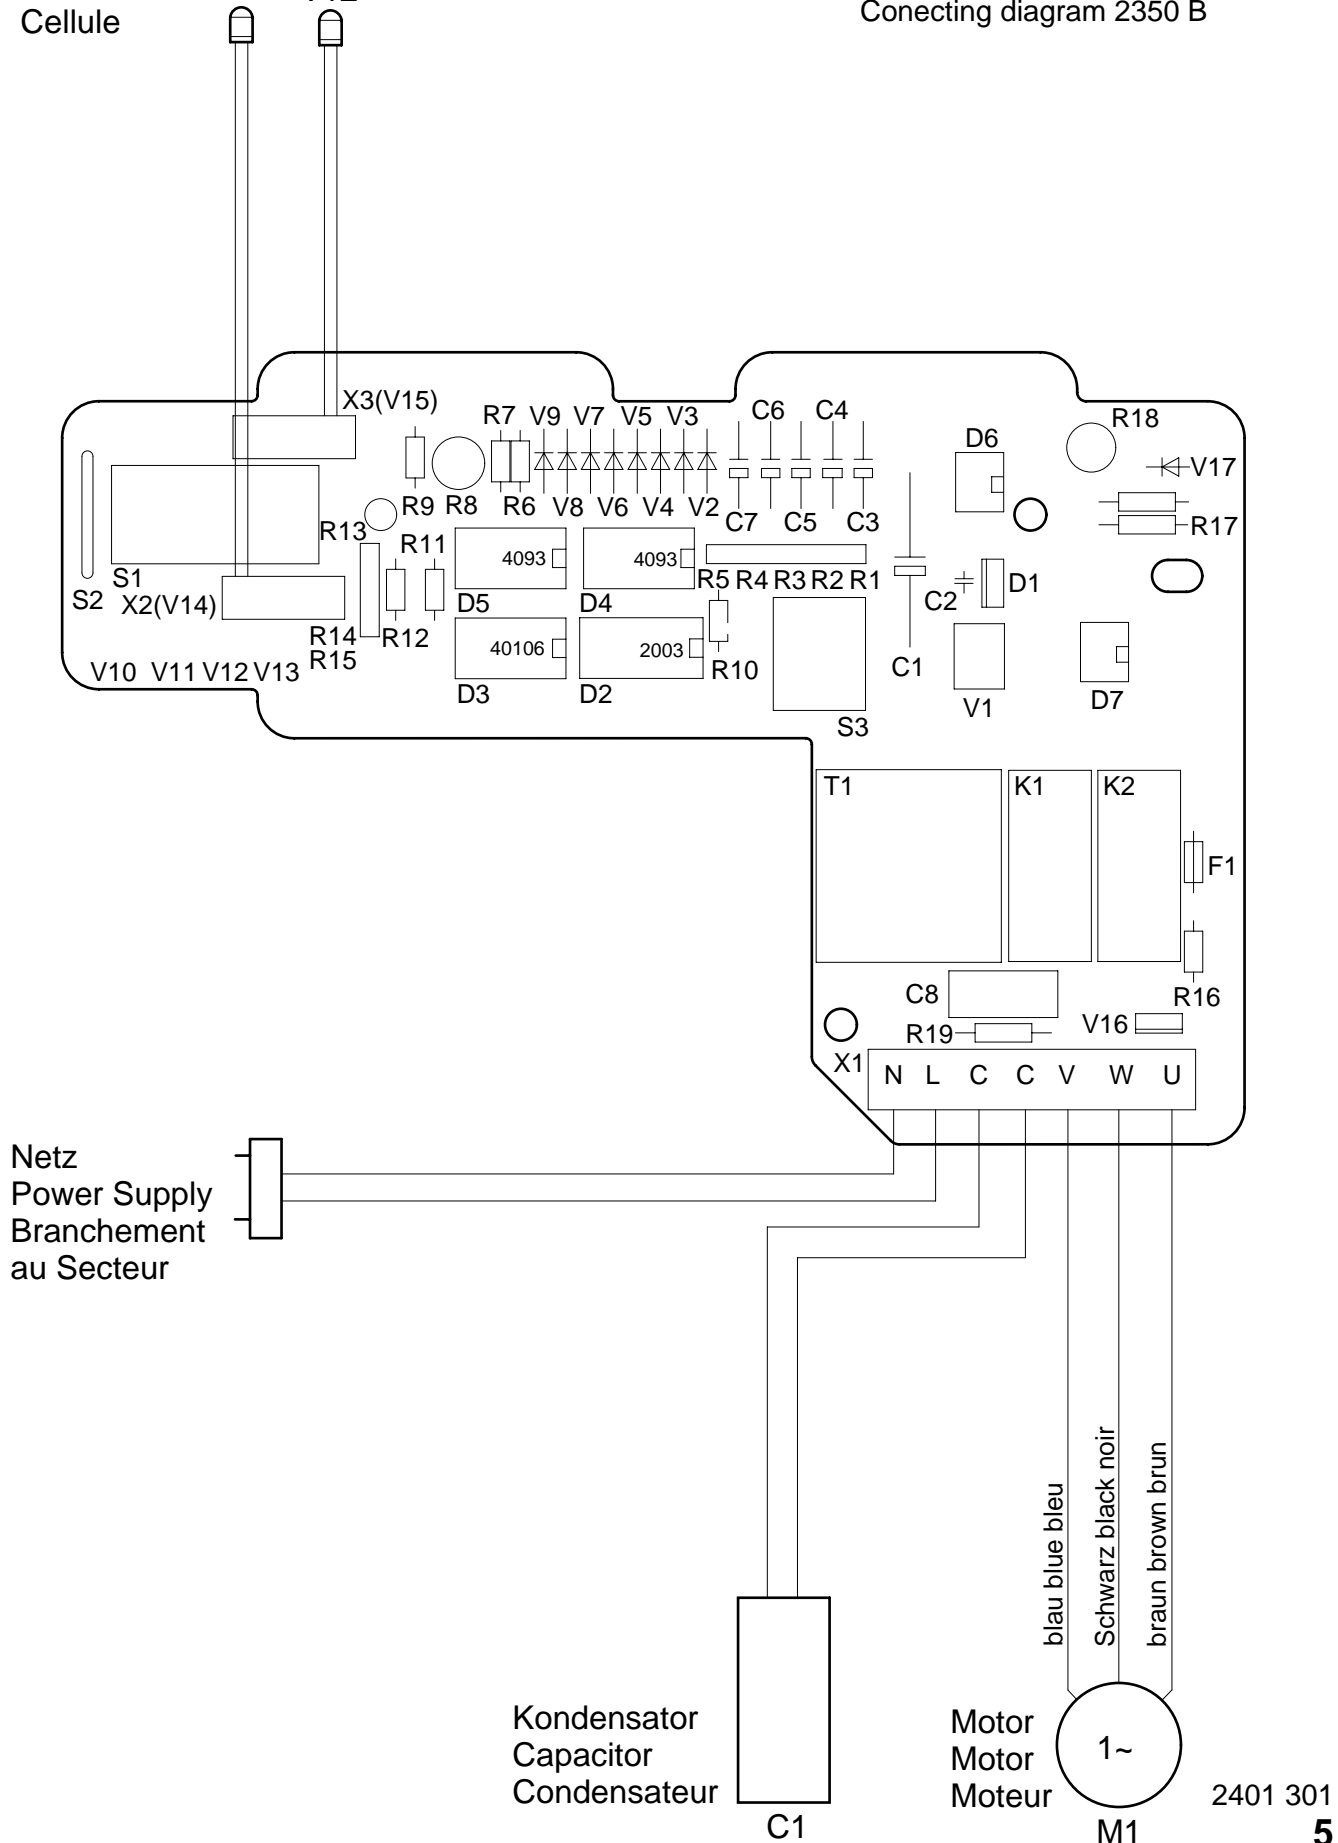 Conecting diagram 2350 B
Cellule
X3(V15)
R7 V9 V7 V5 V3 C6 C4
R18
D6
V17
R9 R8 R6 V8 V6 V4 V2 C7 C5 C3
R17
R13
R11
4093
4093
S1
S2
X2(V14)
R5 R4 R3 R2 R1
C2
D1
D5
D4
R14
R12
R15
40106
2003
R10
C1
V10 V11 V12 V13
D3
D2
V1
D7
S3
T1
K1
K2
F1
C8
R16
R19
V16
X1
N L C C V W U
Netz
Power Supply
Branchement
au Secteur
blau blue bleu
Schwarz black noir
braun brown brun
Kondensator
Capacitor
Condensateur
C1
Motor
Motor
Moteur
1~
M1
2401 301
5